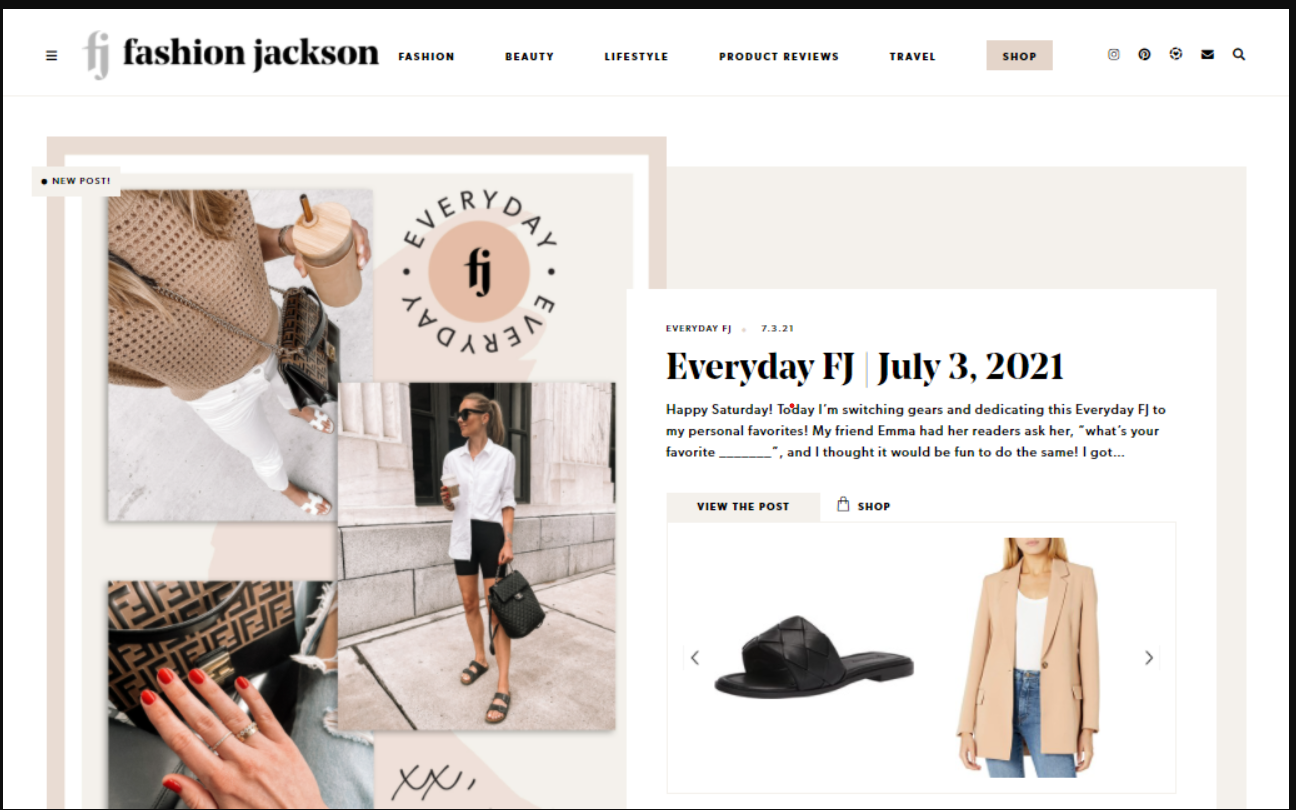 fj fashion jackson
FASHION BEAUTY LIFESTYLE PRODUCT REVIEWS TRAVEL SHOP
NEW POST!
EVERYDAY
fj
EVERYDAY
EVERYDAY FJ 7.3.21
Everyday FJ | July 3, 2021
Happy Saturday! Today I'm switching gears and dedicating this Everyday FJ to
my personal favorites! My friend Emma had her readers ask her, "what's your
favorite _______", and I thought it would be fun to do the same! I got...
VIEW THE POST SHOP
xx,